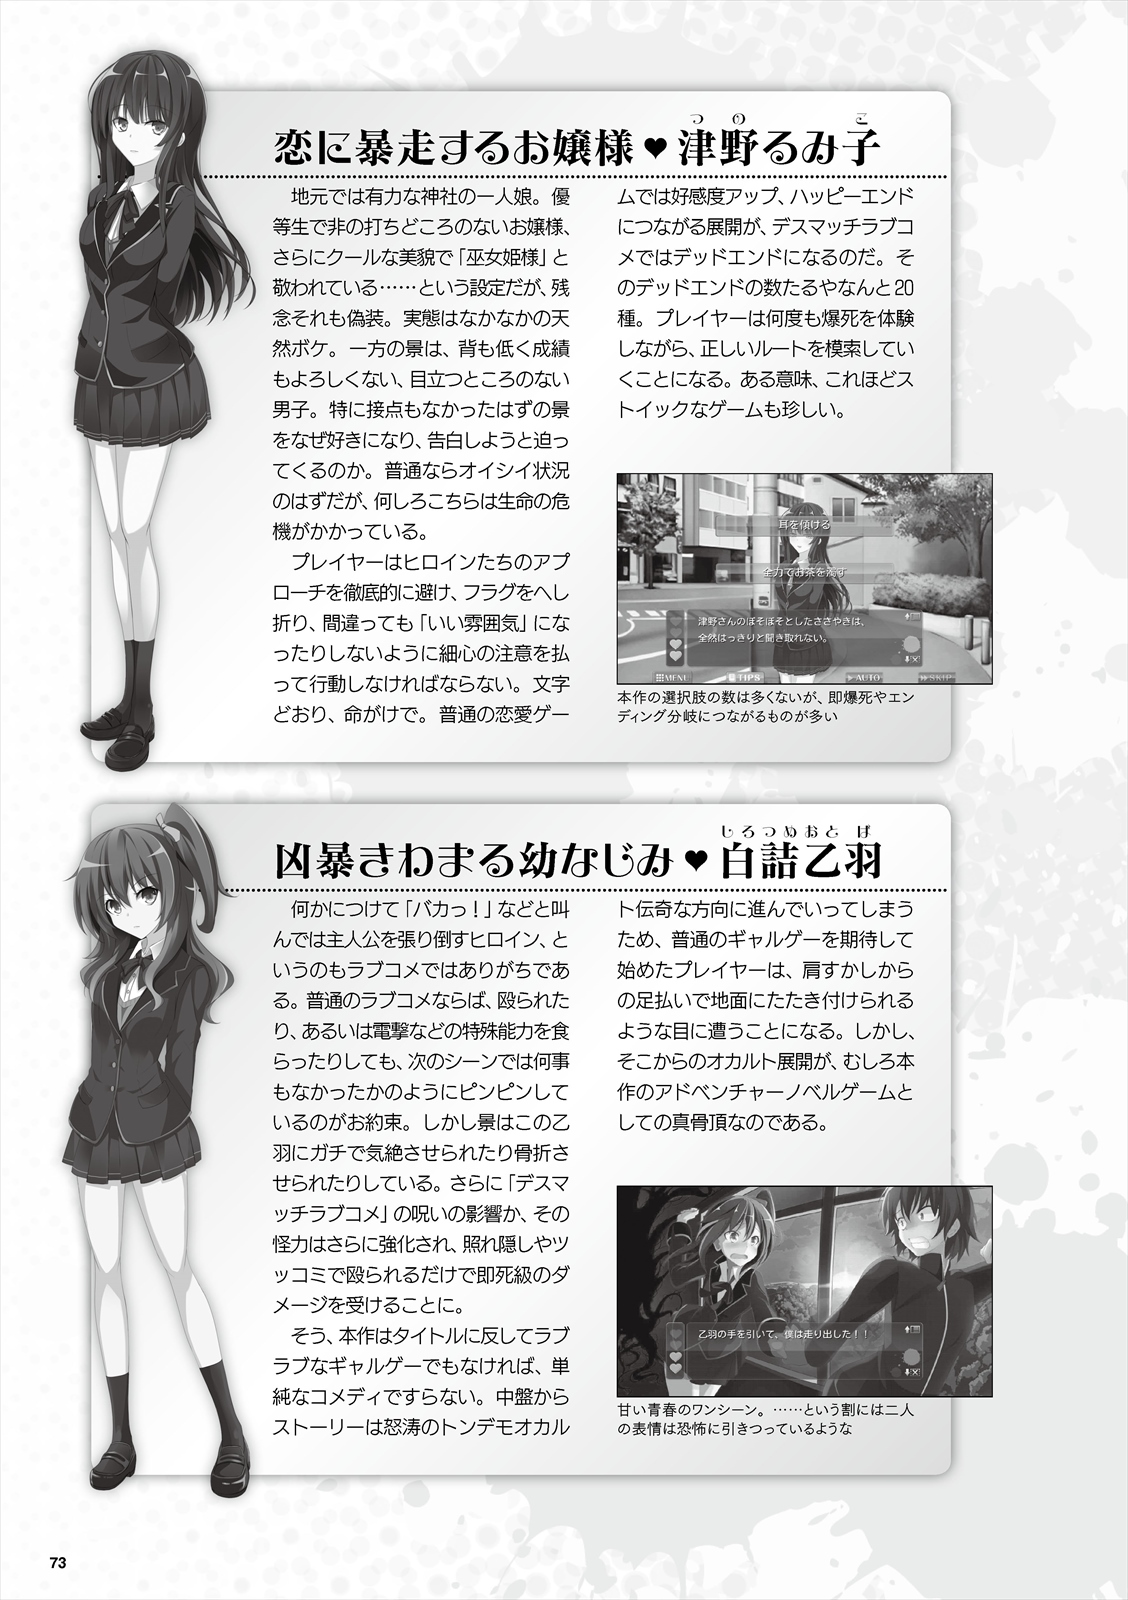 恋に暴走するお嬢様♥津野るみ子
つの こ
地元では有力な神社の一人娘。優
等生で非の打ちどころのないお嬢様、
さらにクールな美貌で「巫女姫様」と
敬われている……という設定だが、残
念それも偽装。実態はなかなかの天
然ボケ。一方の景は、背も低く成績
もよろしくない、目立つところのない
男子。特に接点もなかったはずの景
をなぜ好きになり、告白しようと迫っ
てくるのか。普通ならオイシイ状況
のはずだが、何しろこちらは生命の危
機がかかっている。
プレイヤーはヒロインたちのアプ
ローチを徹底的に避け、フラグをへし
折り、間違っても「いい雰囲気」にな
ったりしないように細心の注意を払
って行動しなければならない。文字
どおり、命がけで。普通の恋愛ゲー
ムでは好感度アップ、ハッピーエンド
につながる展開が、デスマッチラブコ
メではデッドエンドになるのだ。そ
のデッドエンドの数たるやなんと20
種。プレイヤーは何度も爆死を体験
しながら、正しいルートを模索してい
くことになる。ある意味、これほどス
トイックなゲームも珍しい。
耳を傾ける
全力でお茶を濁す
津野さんのぼそぼそとしたささやきは、
全然はっきりと聞き取れない。
MENU
TIPS
AUTO
SKIP
本作の選択肢の数は多くないが、即爆死やエン
ディング分岐につながるものが多い
凶暴きわまる幼なじみ♥白詰乙羽
しろつめおとば
何かにつけて「バカっ！」などと叫
んでは主人公を張り倒すヒロイン、と
いうのもラブコメではありがちであ
る。普通のラブコメならば、殴られた
り、あるいは電撃などの特殊能力を食
らったりしても、次のシーンでは何事
もなかったかのようにピンピンして
いるのがお約束。しかし景はこの乙
羽にガチで気絶させられたり骨折さ
せられたりしている。さらに「デスマ
ッチラブコメ」の呪いの影響か、その
怪力はさらに強化され、照れ隠しやツ
ッコミで殴られるだけで即死級のダ
メージを受けることに。
そう、本作はタイトルに反してラブ
ラブなギャルゲーでもなければ、単
純なコメディですらない。中盤から
ストーリーは怒涛のトンデモオカル
ト伝奇な方向に進んでいってしまう
ため、普通のギャルゲーを期待して
始めたプレイヤーは、肩すかしから
の足払いで地面にたたき付けられる
ような目に遭うことになる。しかし、
そこからのオカルト展開が、むしろ本
作のアドベンチャーノベルゲームと
しての真骨頂なのである。
乙羽の手を引いて、僕は走り出した！！
甘い青春のワンシーン。……という割には二人
の表情は恐怖に引きつっているような
73